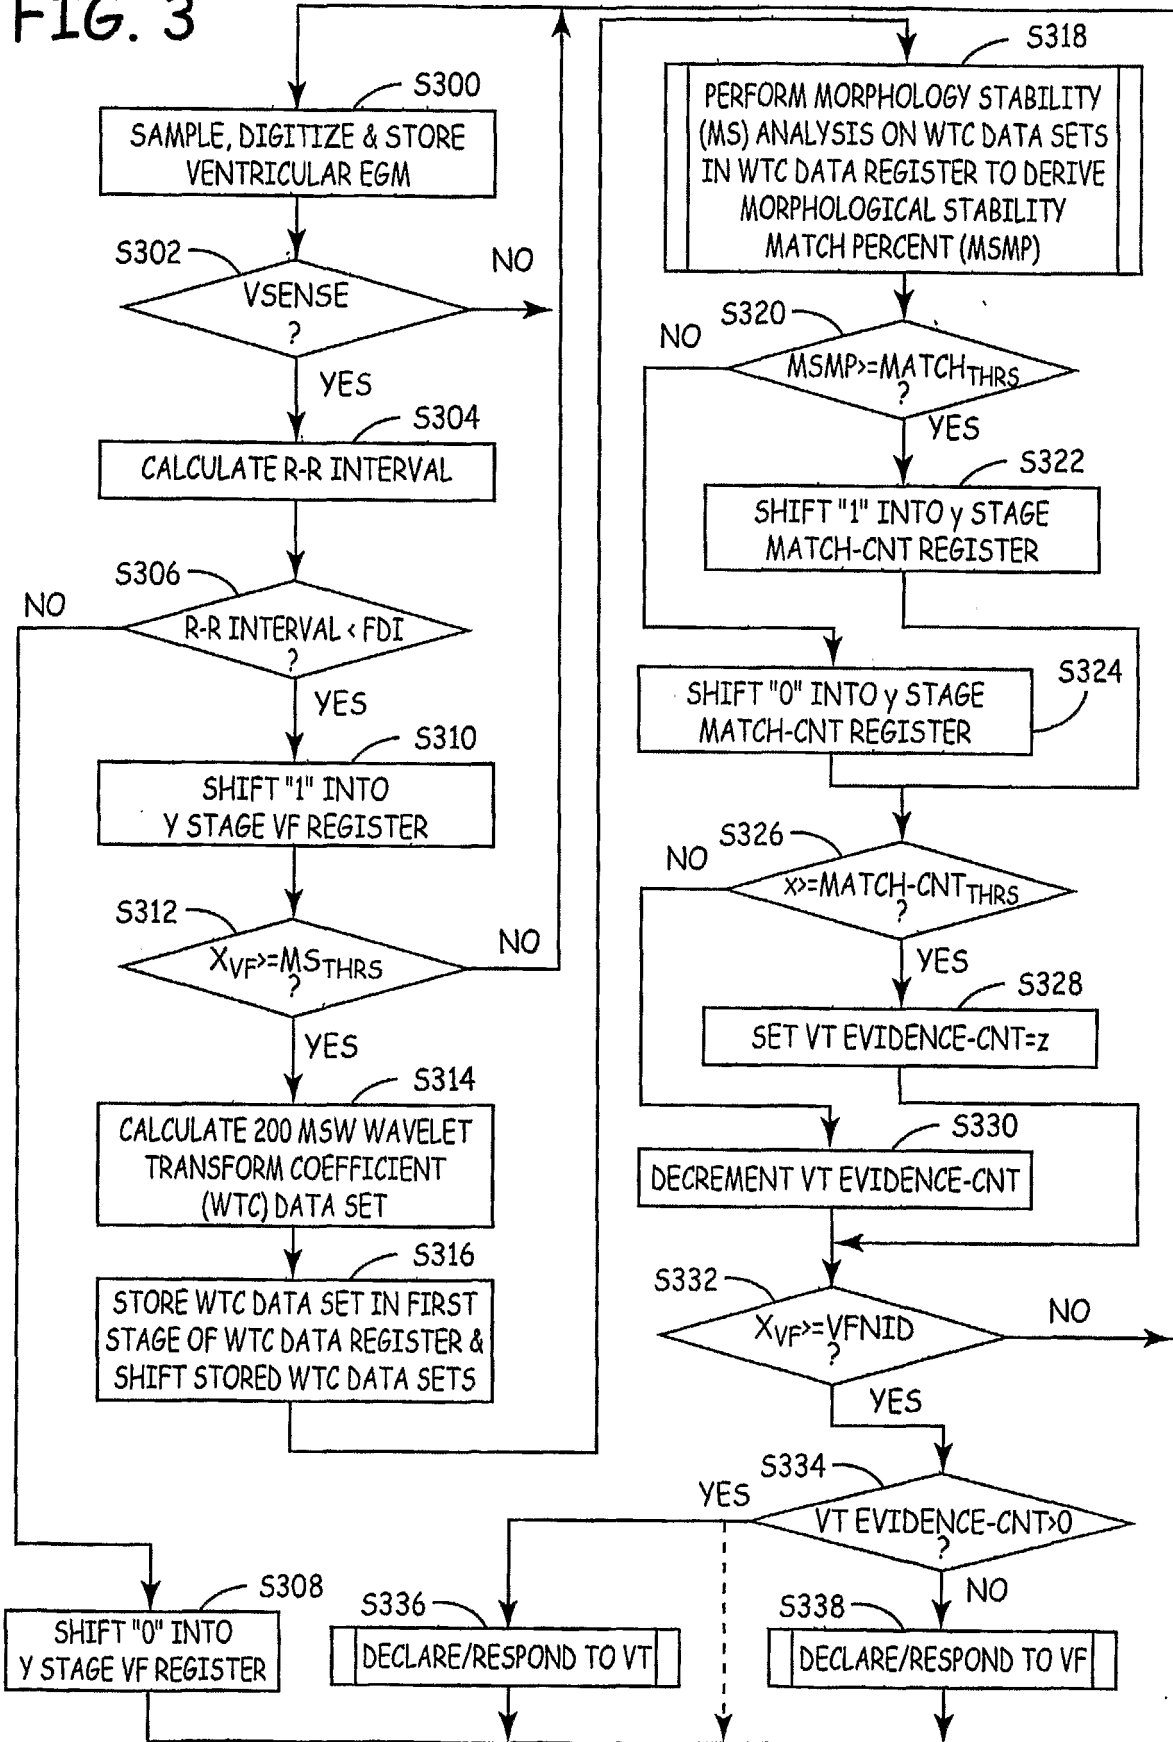 FIG. 3
S300
SAMPLE, DIGITIZE & STORE
VENTRICULAR EGM
S302
NO
VSENSE
?
YES
S304
CALCULATE R-R INTERVAL
S306
NO
R-R INTERVAL < FDI
?
YES
S310
SHIFT "1" INTO
Y STAGE VF REGISTER
S312
NO
XVF>=MSTHRS
?
YES
S314
CALCULATE 200 MSW WAVELET
TRANSFORM COEFFICIENT
(WTC) DATA SET
S316
STORE WTC DATA SET IN FIRST
STAGE OF WTC DATA REGISTER &
SHIFT STORED WTC DATA SETS
S308
SHIFT "0" INTO
Y STAGE VF REGISTER
S318
PERFORM MORPHOLOGY STABILITY
(MS) ANALYSIS ON WTC DATA SETS
IN WTC DATA REGISTER TO DERIVE
MORPHOLOGICAL STABILITY
MATCH PERCENT (MSMP)
S320
NO
MSMP>=MATCHTHRS
?
YES
S322
SHIFT "1" INTO y STAGE
MATCH-CNT REGISTER
S324
SHIFT "0" INTO y STAGE
MATCH-CNT REGISTER
S326
NO
x>=MATCH-CNTTHRS
?
YES
S328
SET VT EVIDENCE-CNT=z
S330
DECREMENT VT EVIDENCE-CNT
S332
NO
XVF>=VFNID
?
YES
S334
YES
VT EVIDENCE-CNT>0
?
NO
S336
DECLARE/RESPOND TO VT
S338
DECLARE/RESPOND TO VF